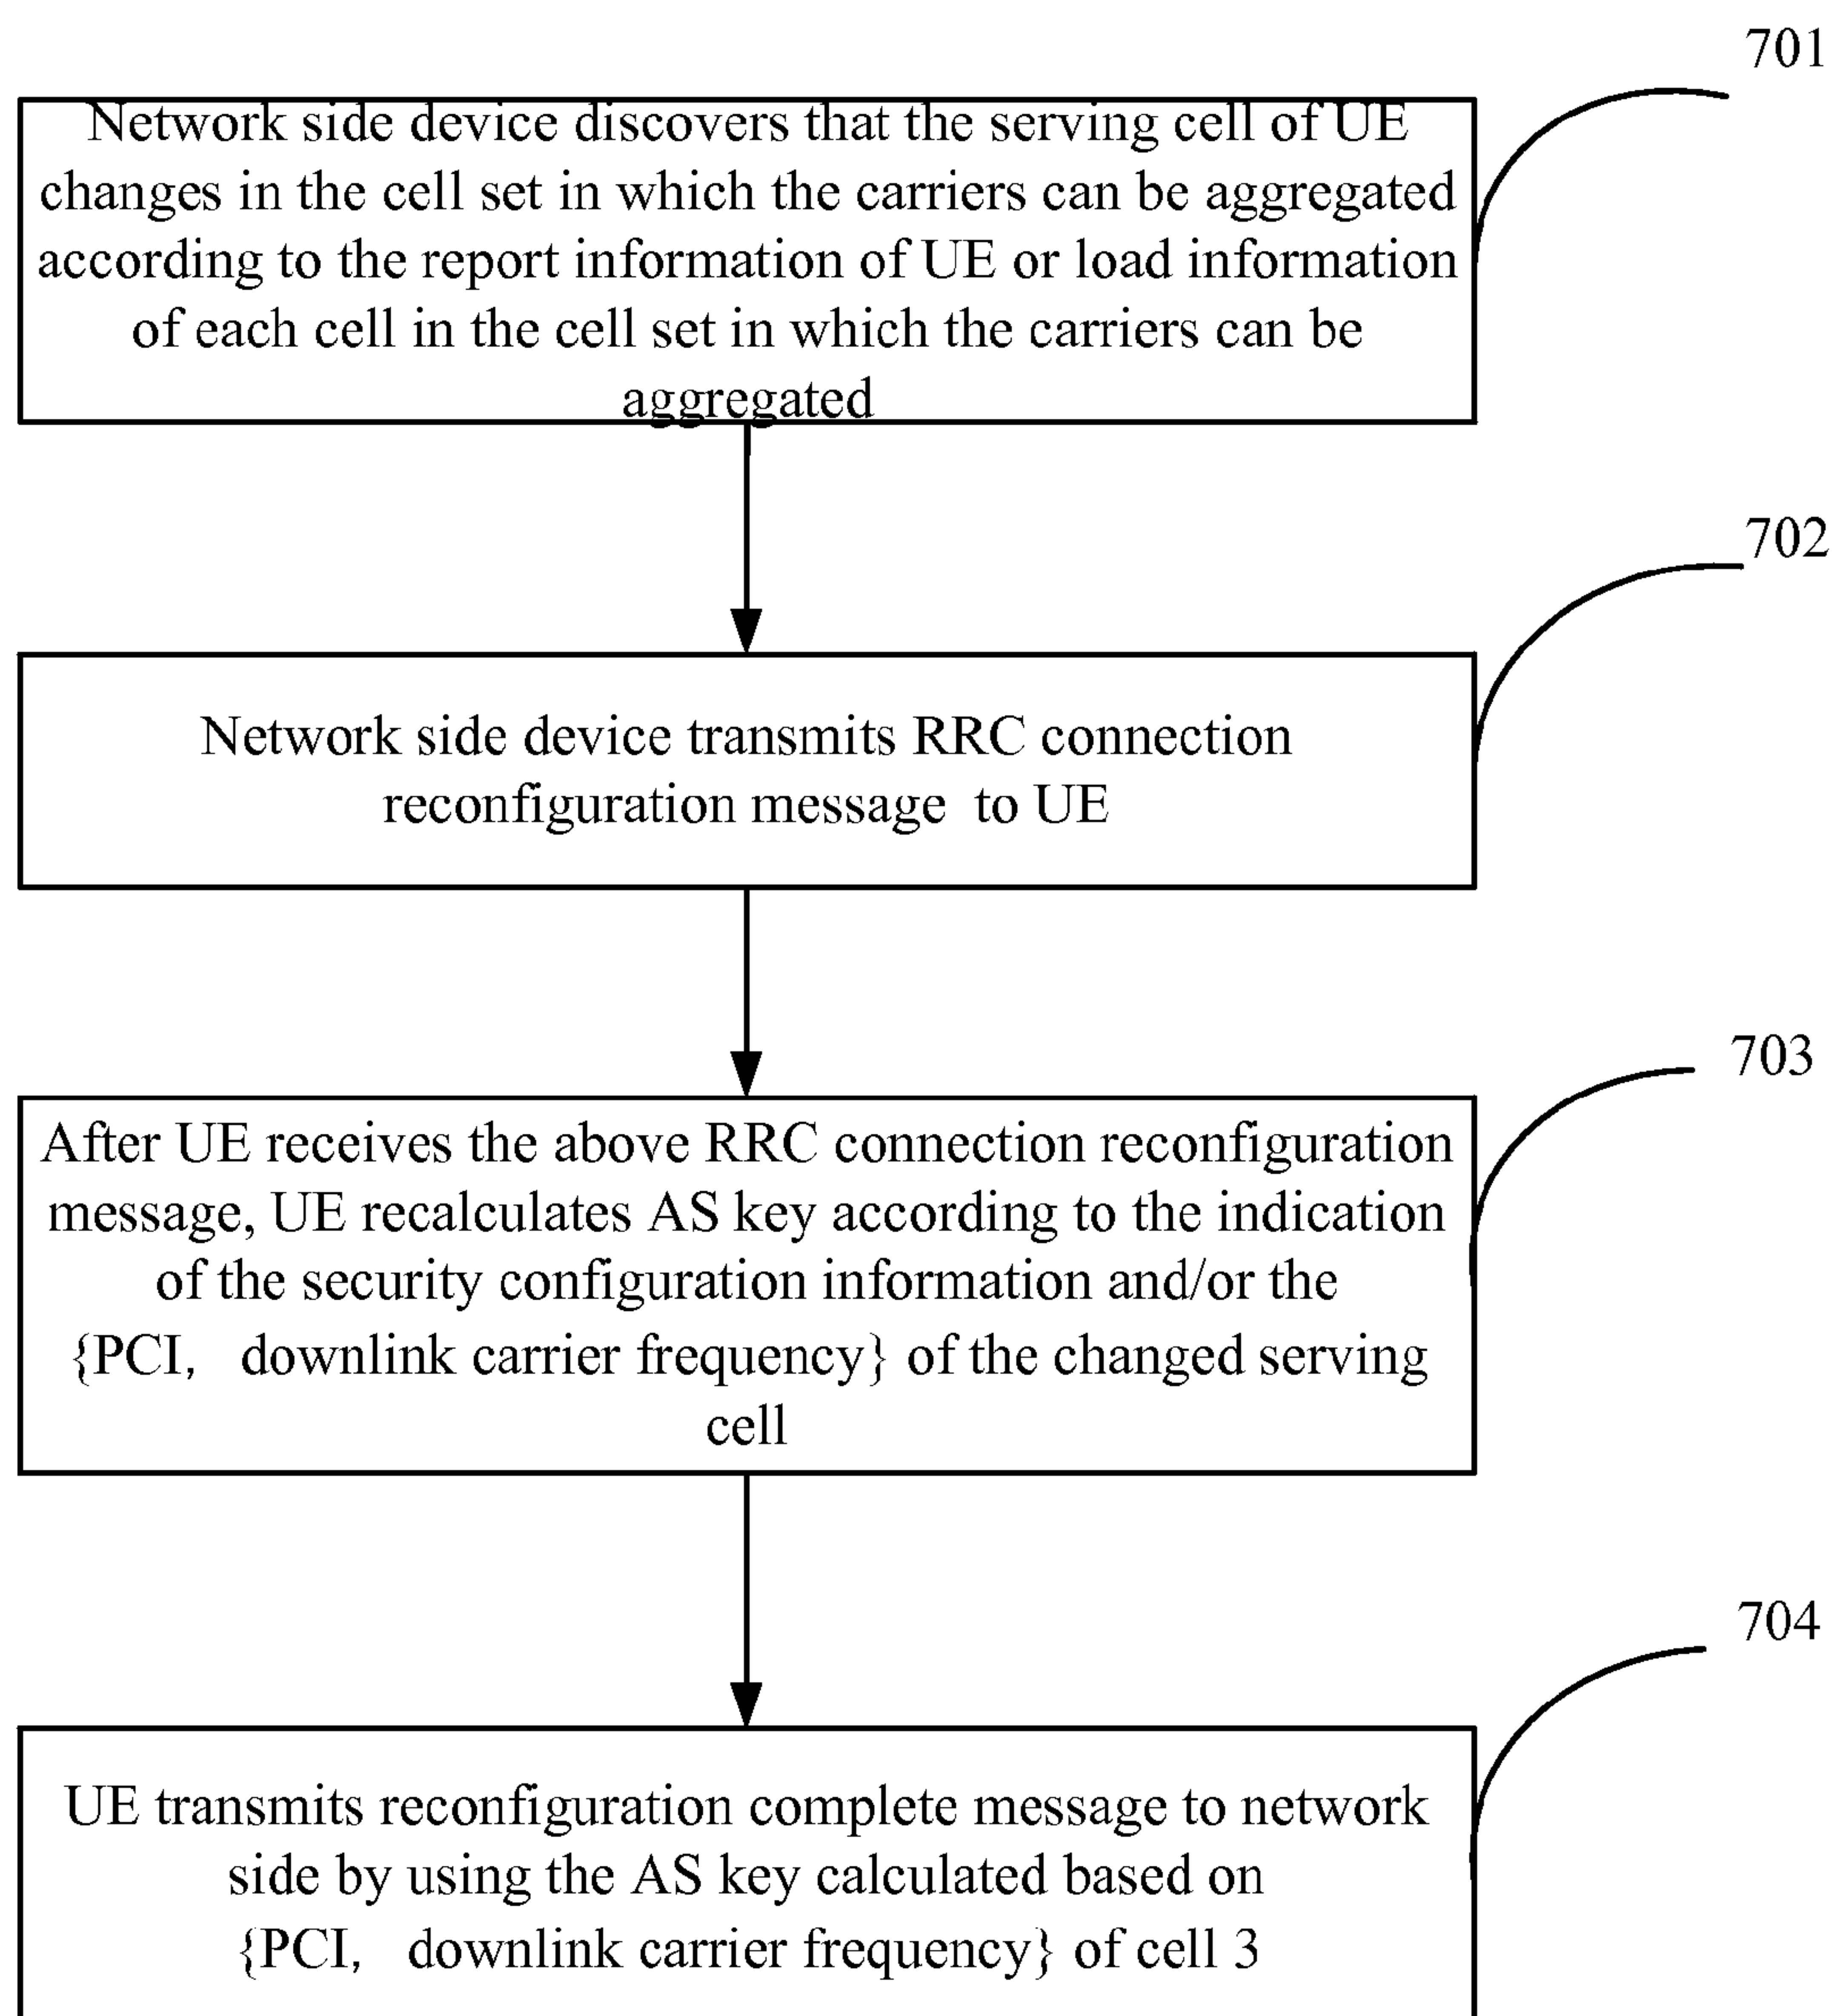 701
Network side device discovers that the serving cell of UE
changes in the cell set in which the carriers can be aggregated
according to the report information of UE or load information
of each cell in the cell set in which the carriers can be
aggregated
702
Network side device transmits RRC connection
reconfiguration message to UE
703
After UE receives the above RRC connection reconfiguration
message, UE recalculates AS key according to the indication
of the security configuration information and/or the
{PCI, downlink carrier frequency} of the changed serving
cell
704
UE transmits reconfiguration complete message to network
side by using the AS key calculated based on
{PCI, downlink carrier frequency} of cell 3